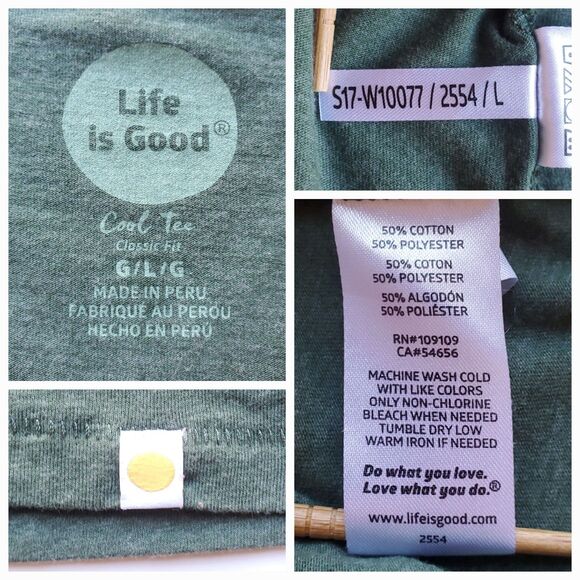 Life
is Good®
Cool Tee
Classic Fit
G/L/G
MADE IN PERU
FABRIQUÉ AU PÉROU
HECHO EN PERÚ
S17-W10077 / 2554 / L
50% COTTON
50% POLYESTER
50% COTON
50% POLYESTER
50% ALGODÓN
50% POLIÉSTER
RN#109109
CA#54656
MACHINE WASH COLD
WITH LIKE COLORS
ONLY NON-CHLORINE
BLEACH WHEN NEEDED
TUMBLE DRY LOW
WARM IRON IF NEEDED
Do what you love.
Love what you do.®
www.lifeisgood.com
2554